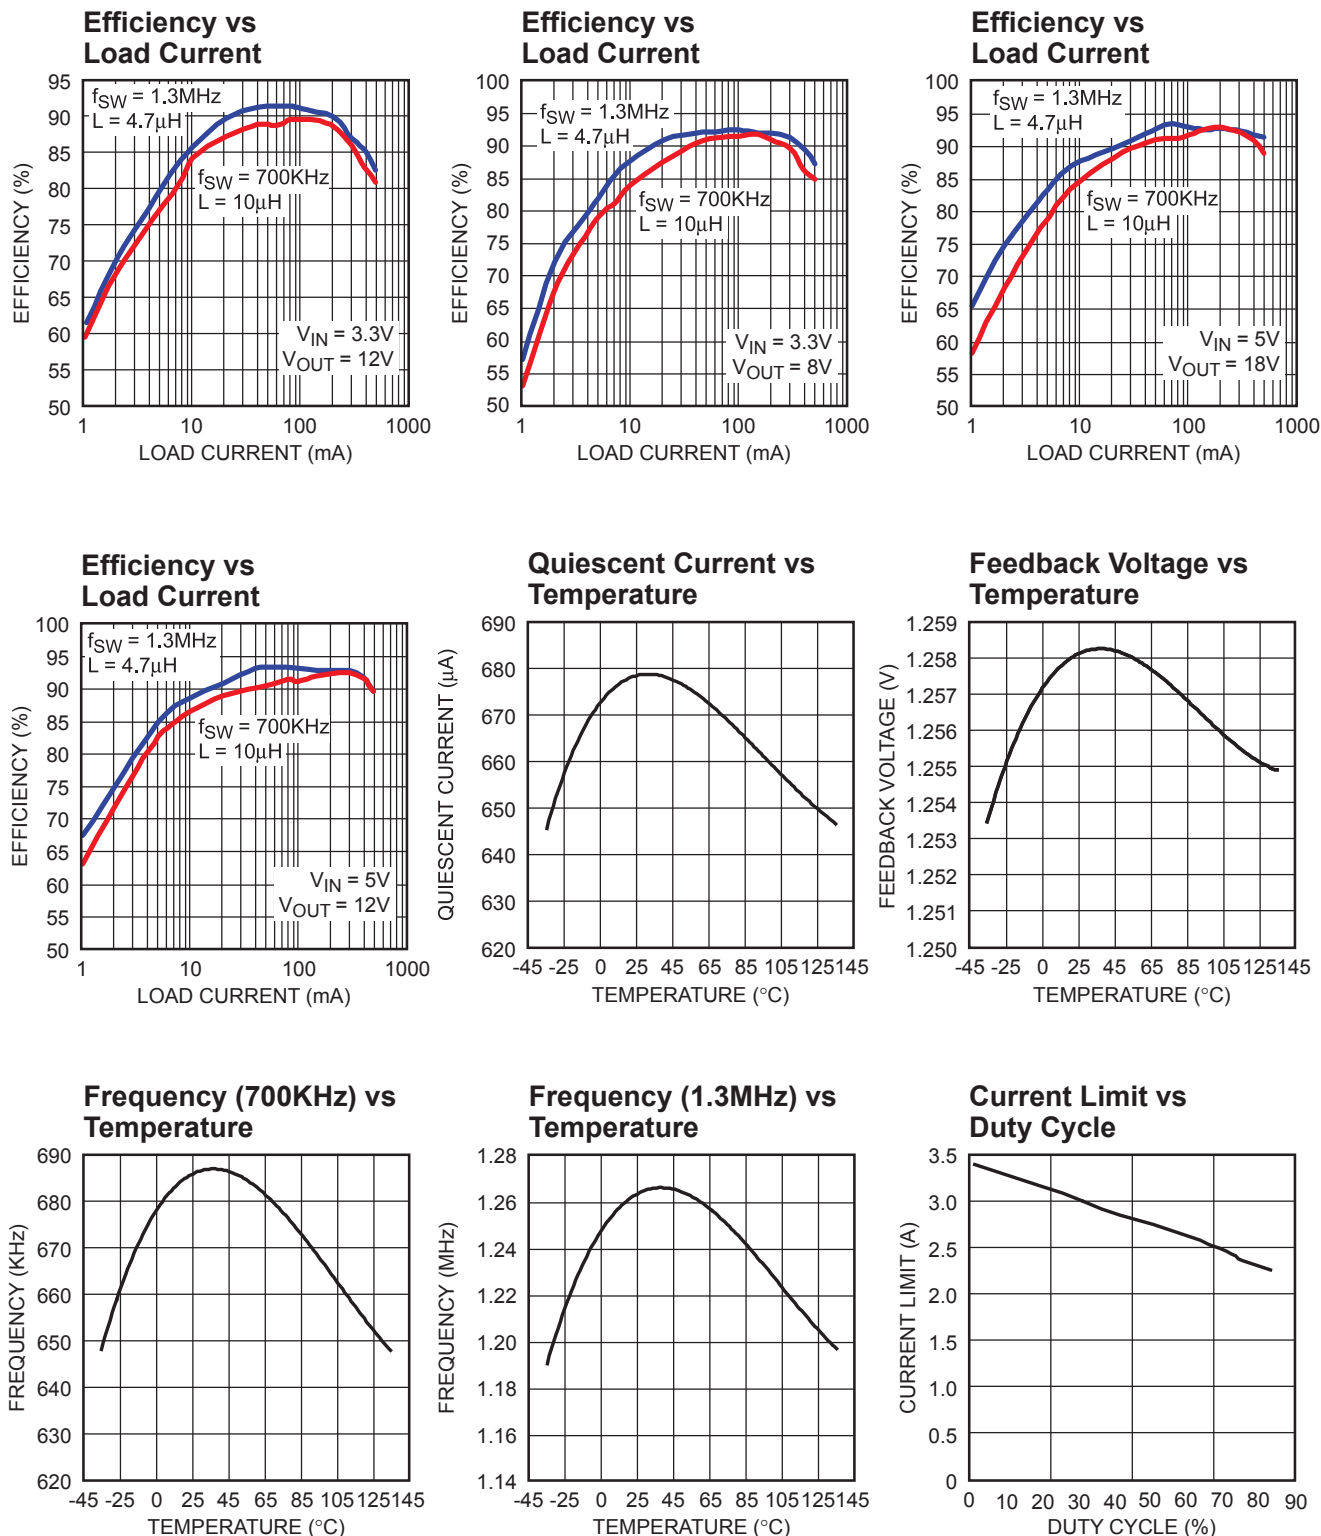 Efficiency vs
Load Current
95
90
85
80
75
70
65
60
55
50
EFFICIENCY (%)
fSW = 1.3MHz
L = 4.7µH
fSW = 700KHz
L = 10µH
VIN = 3.3V
VOUT = 12V
1 10 100 1000
LOAD CURRENT (mA)
Efficiency vs
Load Current
100
95
90
85
80
75
70
65
60
55
50
EFFICIENCY (%)
fSW = 1.3MHz
L = 4.7µH
fSW = 700KHz
L = 10µH
VIN = 3.3V
VOUT = 8V
1 10 100 1000
LOAD CURRENT (mA)
Efficiency vs
Load Current
100
95
90
85
80
75
70
65
60
55
50
EFFICIENCY (%)
fSW = 1.3MHz
L = 4.7µH
fSW = 700KHz
L = 10µH
VIN = 5V
VOUT = 18V
1 10 100 1000
LOAD CURRENT (mA)
Efficiency vs
Load Current
100
95
90
85
80
75
70
65
60
55
50
EFFICIENCY (%)
fSW = 1.3MHz
L = 4.7µH
fSW = 700KHz
L = 10µH
VIN = 5V
VOUT = 12V
1 10 100 1000
LOAD CURRENT (mA)
Quiescent Current vs
Temperature
690
680
670
660
650
640
630
620
QUIESCENT CURRENT (µA)
-45 -25 0 25 45 65 85 105 125 145
TEMPERATURE (°C)
Feedback Voltage vs
Temperature
1.259
1.258
1.257
1.256
1.255
1.254
1.253
1.252
1.251
1.250
FEEDBACK VOLTAGE (V)
-45 -25 0 25 45 65 85 105 125 145
TEMPERATURE (°C)
Frequency (700KHz) vs
Temperature
690
680
670
660
650
640
630
620
FREQUENCY (KHz)
-45 -25 0 25 45 65 85 105 125 145
TEMPERATURE (°C)
Frequency (1.3MHz) vs
Temperature
1.28
1.26
1.24
1.22
1.20
1.18
1.16
1.14
FREQUENCY (MHz)
-45 -25 0 25 45 65 85 105 125 145
TEMPERATURE (°C)
Current Limit vs
Duty Cycle
3.5
3.0
2.5
2.0
1.5
1.0
0.5
0
CURRENT LIMIT (A)
0 20 30 40 50 60 70 80 90
DUTY CYCLE (%)